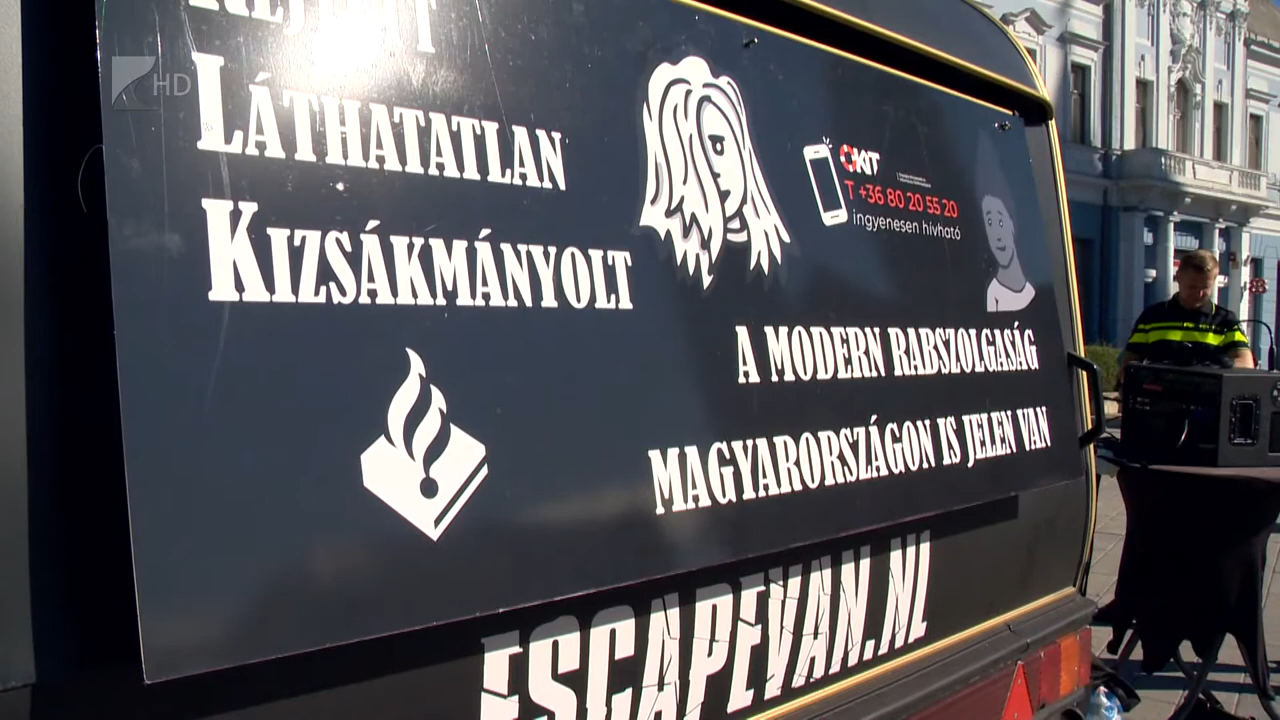 HD
LÁTHATATLAN
KIZSÁKMÁNYOLT
OKIT
T +36 80 20 55 20
ingyenesen hívható
A MODERN RABSZOLGASÁG
MAGYARORSZÁGON IS JELEN VAN
ESCAPEVAN.NL